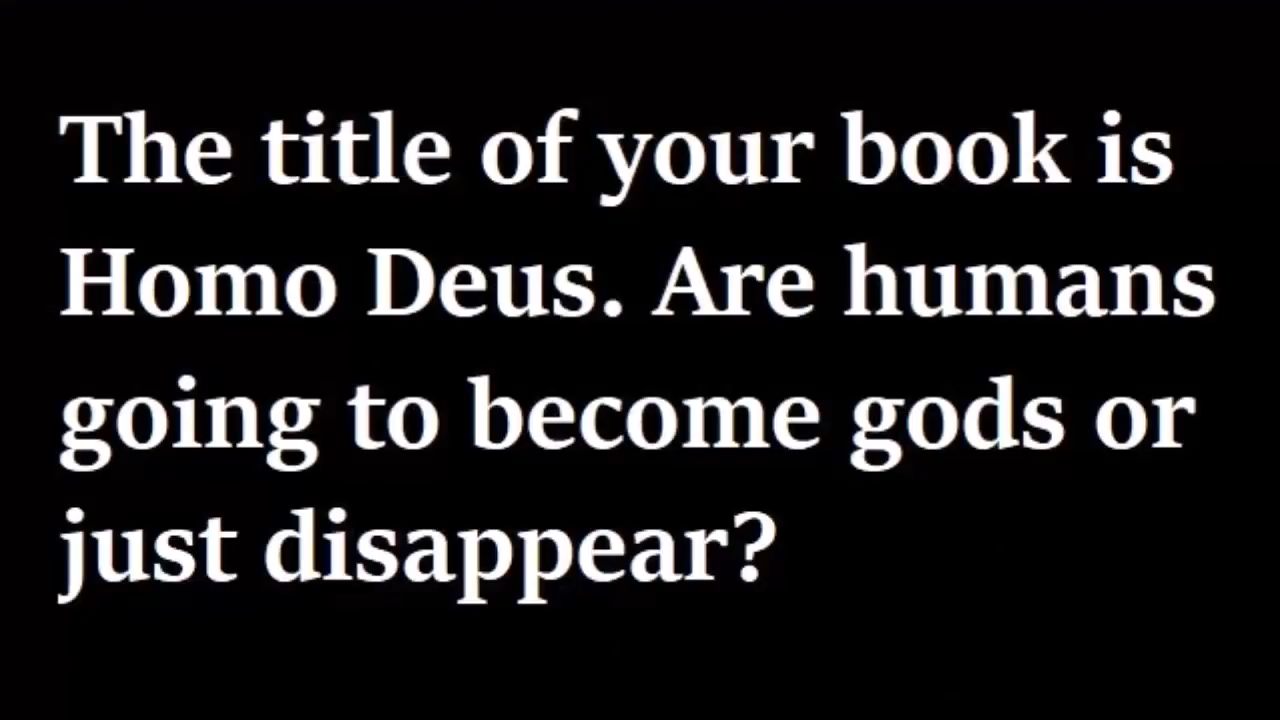 The title of your book is
Homo Deus. Are humans
going to become gods or
just disappear?